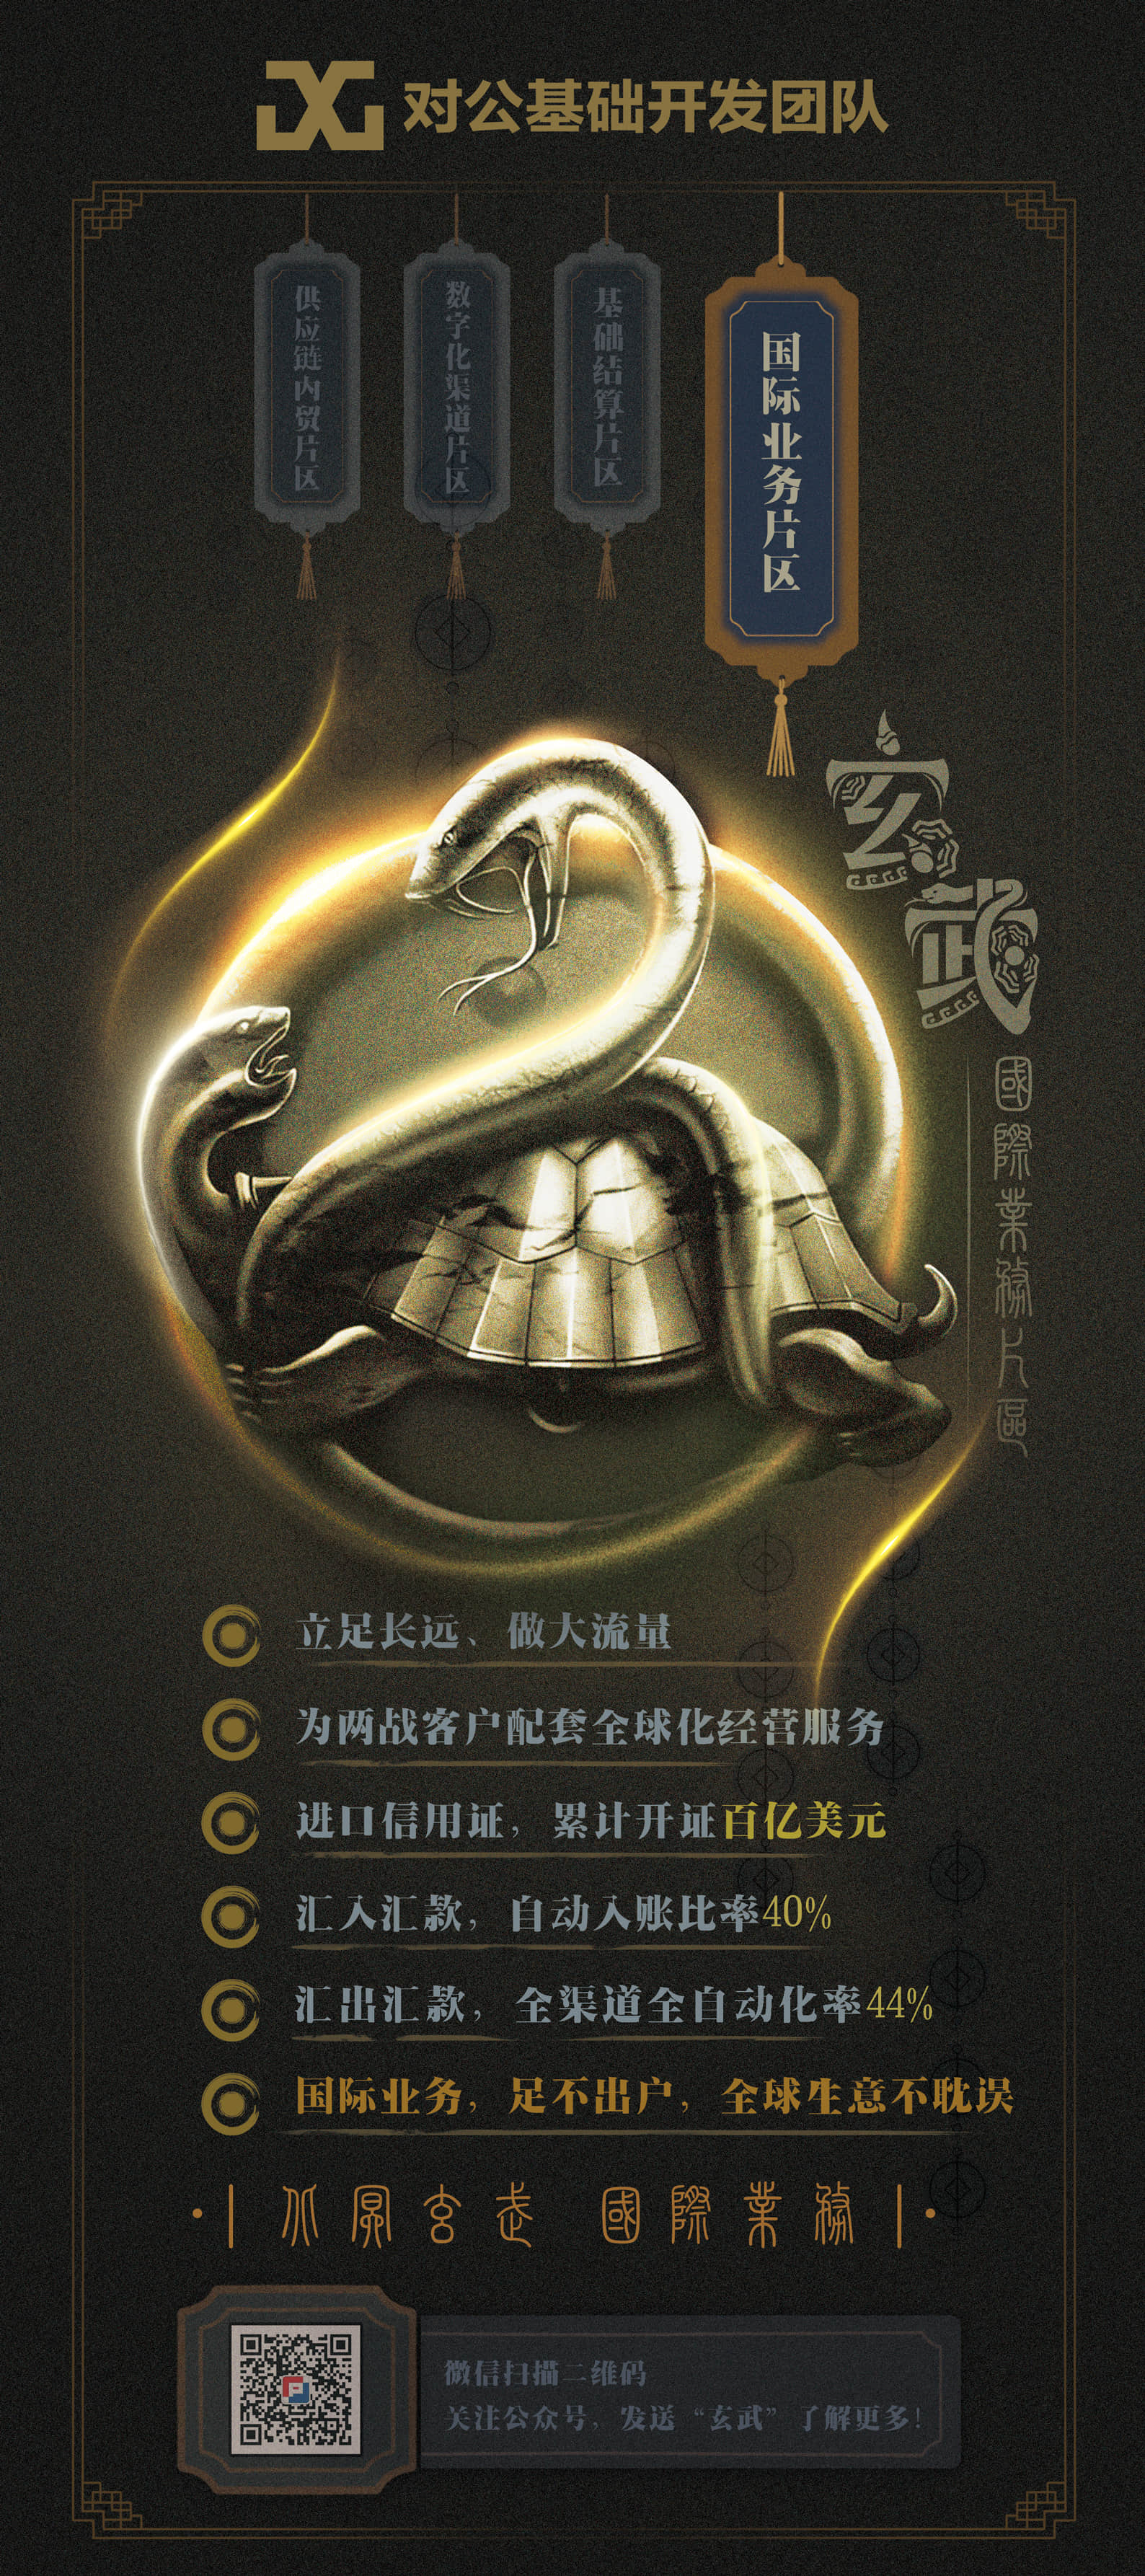 对公基础开发团队
供应链内贸片区
数字化渠道片区
基础结算片区
国际业务片区
玄武
國際業務片區
立足长远、做大流量
为两战客户配套全球化经营服务
进口信用证，累计开证百亿美元
汇入汇款，自动入账比率40%
汇出汇款，全渠道全自动化率44%
国际业务，足不出户，全球生意不耽误
玄武 國際業務
微信扫描二维码
关注公众号，发送“玄武”了解更多！